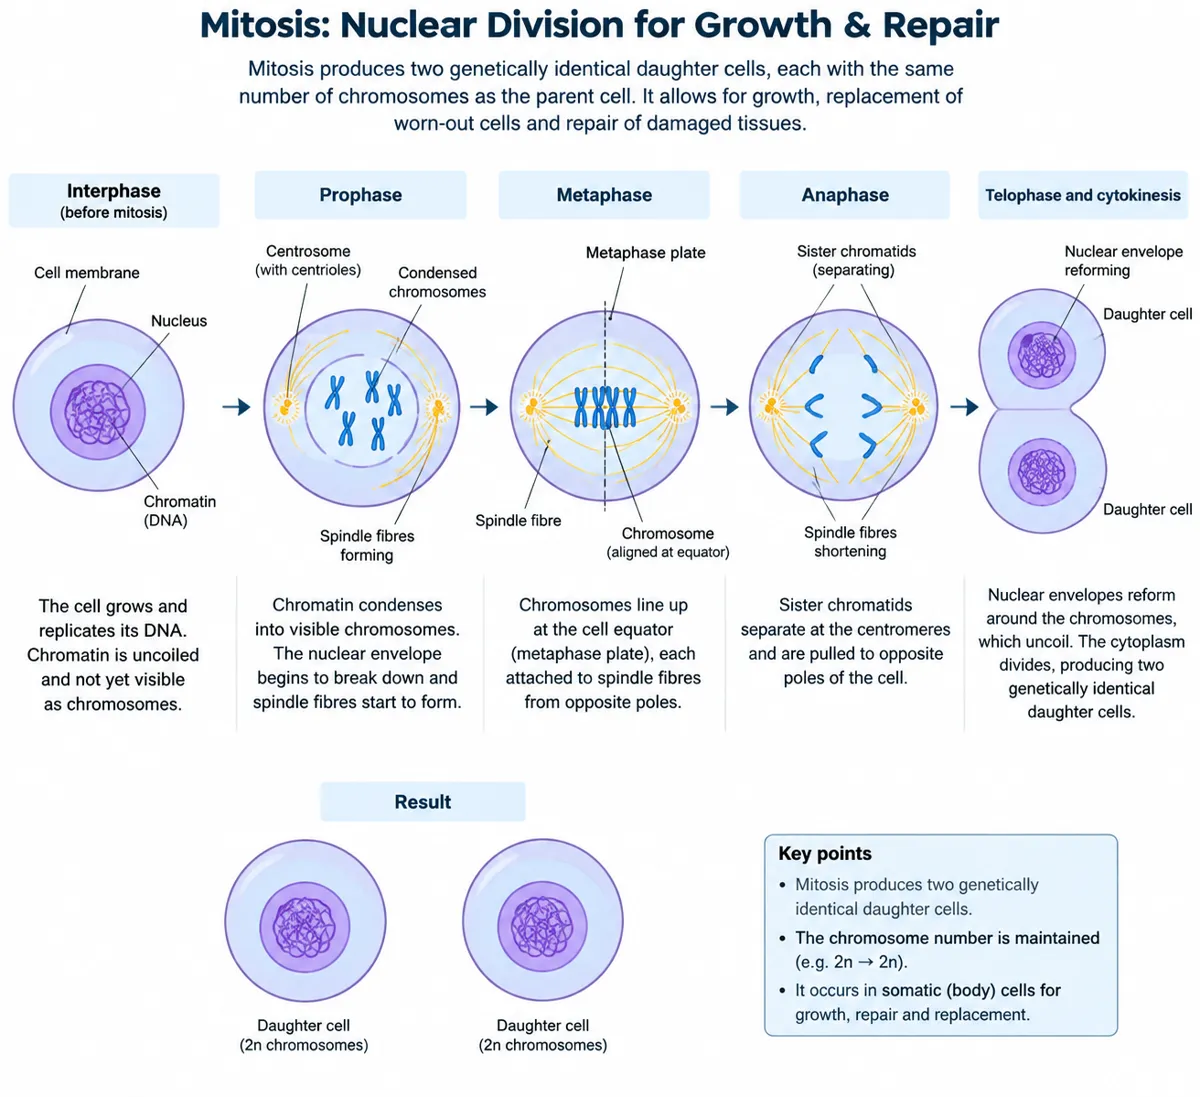 Mitosis: Nuclear Division for Growth & Repair
Mitosis produces two genetically identical daughter cells, each with the same
number of chromosomes as the parent cell. It allows for growth, replacement of
worn-out cells and repair of damaged tissues.
Interphase
(before mitosis)
Cell membrane
Nucleus
Chromatin
(DNA)
The cell grows and
replicates its DNA.
Chromatin is uncoiled
and not yet visible
as chromosomes.
Prophase
Centrosome
(with centrioles)
Condensed
chromosomes
Spindle fibres
forming
Chromatin condenses
into visible chromosomes.
The nuclear envelope
begins to break down and
spindle fibres start to form.
Metaphase
Metaphase plate
Spindle fibre
Chromosome
(aligned at equator)
Chromosomes line up
at the cell equator
(metaphase plate), each
attached to spindle fibres
from opposite poles.
Anaphase
Sister chromatids
(separating)
Spindle fibres
shortening
Sister chromatids
separate at the centromeres
and are pulled to opposite
poles of the cell.
Telophase and cytokinesis
Nuclear envelope
reforming
Daughter cell
Daughter cell
Nuclear envelopes reform
around the chromosomes,
which uncoil. The cytoplasm
divides, producing two
genetically identical
daughter cells.
Result
Daughter cell
(2n chromosomes)
Daughter cell
(2n chromosomes)
Key points
• Mitosis produces two genetically
identical daughter cells.
• The chromosome number is maintained
(e.g. 2n → 2n).
• It occurs in somatic (body) cells for
growth, repair and replacement.